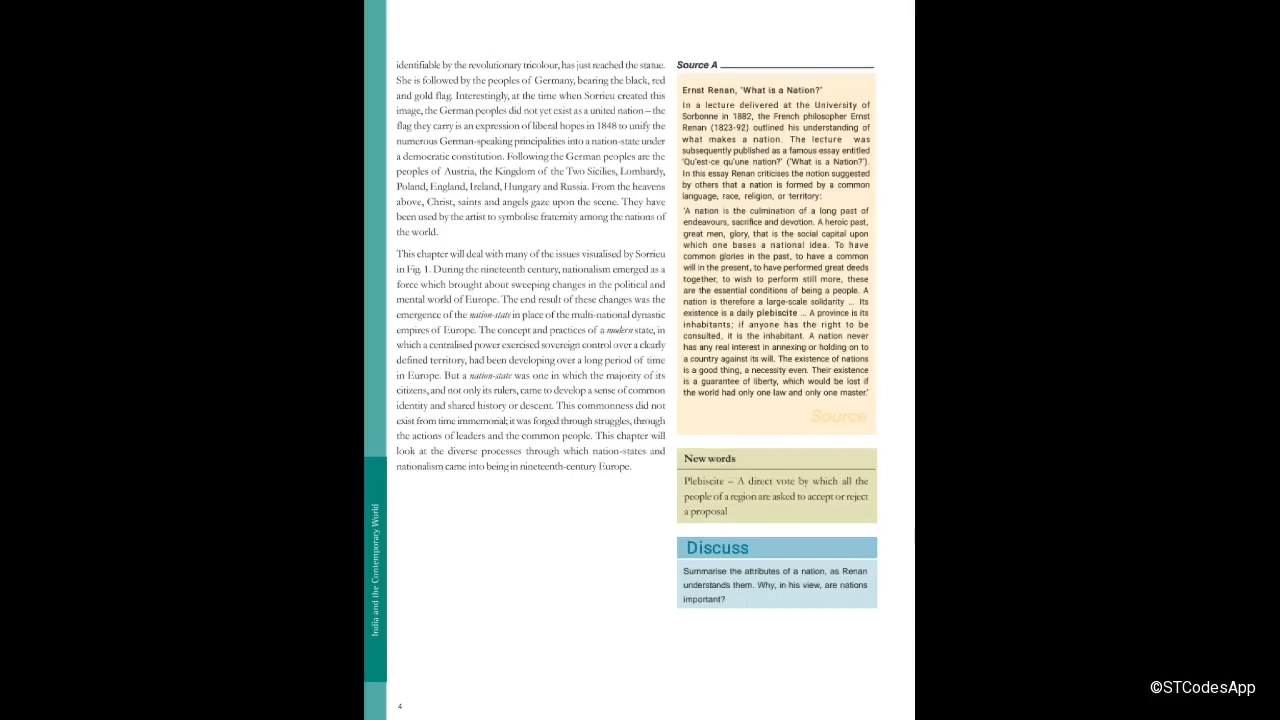 identifiable by the revolutionary tricolour, has just reached the statue.
She is followed by the peoples of Germany, bearing the black, red
and gold flag. Interestingly, at the time when Sorrieu created this
image, the German peoples did not yet exist as a united nation – the
flag they carry is an expression of liberal hopes in 1848 to unify the
numerous German-speaking principalities into a nation-state under
a democratic constitution. Following the German peoples are the
peoples of Austria, the Kingdom of the Two Sicilies, Lombardy,
Poland, England, Ireland, Hungary and Russia. From the heavens
above, Christ, saints and angels gaze upon the scene. They have
been used by the artist to symbolise fraternity among the nations of
the world.
This chapter will deal with many of the issues visualised by Sorrieu
in Fig. 1. During the nineteenth century, nationalism emerged as a
force which brought about sweeping changes in the political and
mental world of Europe. The end result of these changes was the
emergence of the nation-state in place of the multi-national dynastic
empires of Europe. The concept and practices of a modern state, in
which a centralised power exercised sovereign control over a clearly
defined territory, had been developing over a long period of time
in Europe. But a nation-state was one in which the majority of its
citizens, and not only its rulers, came to develop a sense of common
identity and shared history or descent. This commonness did not
exist from time immemorial; it was forged through struggles, through
the actions of leaders and the common people. This chapter will
look at the diverse processes through which nation-states and
nationalism came into being in nineteenth-century Europe.
Source A
Ernst Renan, 'What is a Nation?'
In a lecture delivered at the University of
Sorbonne in 1882, the French philosopher Ernst
Renan (1823-92) outlined his understanding of
what makes a nation. The lecture was
subsequently published as a famous essay entitled
'Qu'est-ce qu'une nation?' ('What is a Nation?').
In this essay Renan criticises the notion suggested
by others that a nation is formed by a common
language, race, religion, or territory:
'A nation is the culmination of a long past of
endeavours, sacrifice and devotion. A heroic past,
great men, glory, that is the social capital upon
which one bases a national idea. To have
common glories in the past, to have a common
will in the present, to have performed great deeds
together, to wish to perform still more, these
are the essential conditions of being a people. A
nation is therefore a large-scale solidarity ... Its
existence is a daily plebiscite ... A province is its
inhabitants; if anyone has the right to be
consulted, it is the inhabitant. A nation never
has any real interest in annexing or holding on to
a country against its will. The existence of nations
is a good thing, a necessity even. Their existence
is a guarantee of liberty, which would be lost if
the world had only one law and only one master.'
Source
New words
Plebiscite – A direct vote by which all the
people of a region are asked to accept or reject
a proposal
Discuss
Summarise the attributes of a nation, as Renan
understands them. Why, in his view, are nations
important?
India and the Contemporary World
4
©STCodesApp